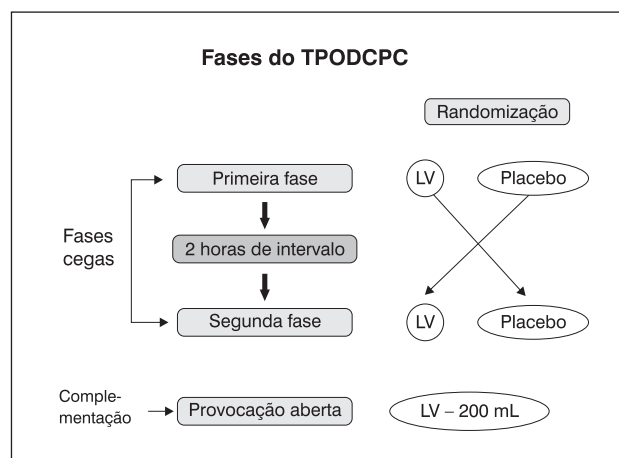 Fases do TPODCPC
Randomização
Primeira fase
LV
Placebo
Fases
cegas
2 horas de intervalo
Segunda fase
LV
Placebo
Comple-
mentação
Provocação aberta
LV – 200 mL